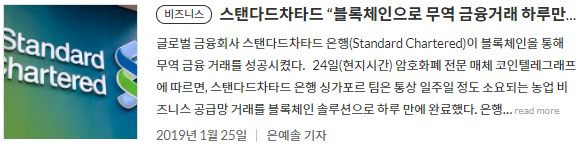 Standard
Chartered
비즈니스 스탠다드차타드 “블록체인으로 무역 금융거래 하루만...
글로벌 금융회사 스탠다드차타드 은행(Standard Chartered)이 블록체인을 통해
무역 금융 거래를 성공시켰다. 24일(현지시간) 암호화폐 전문 매체 코인텔레그래프
에 따르면, 스탠다드차타드 은행 싱가포르 팀은 통상 일주일 정도 소요되는 농업 비
즈니스 공급망 거래를 블록체인 솔루션으로 하루 만에 완료했다. 은행... read more
2019년 1월 25일 | 은예솔 기자